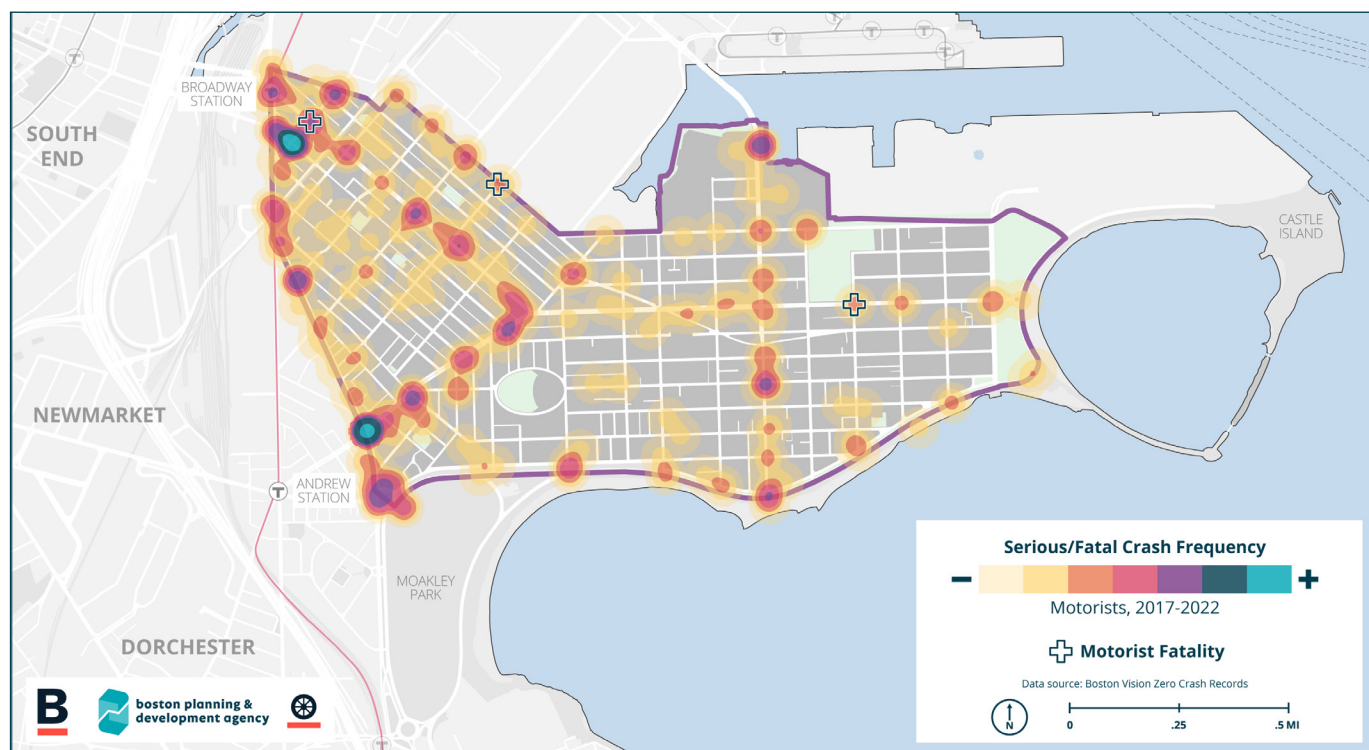 BROADWAY
STATION
SOUTH
END
CASTLE
ISLAND
NEWMARKET
ANDREW
STATION
T
T
T
T
T
T
T
MOAKLEY
PARK
DORCHESTER
B
boston planning &
development agency
Serious/Fatal Crash Frequency
− +
Motorists, 2017-2022
Motorist Fatality
Data source: Boston Vision Zero Crash Records
N
0 .25 .5 MI